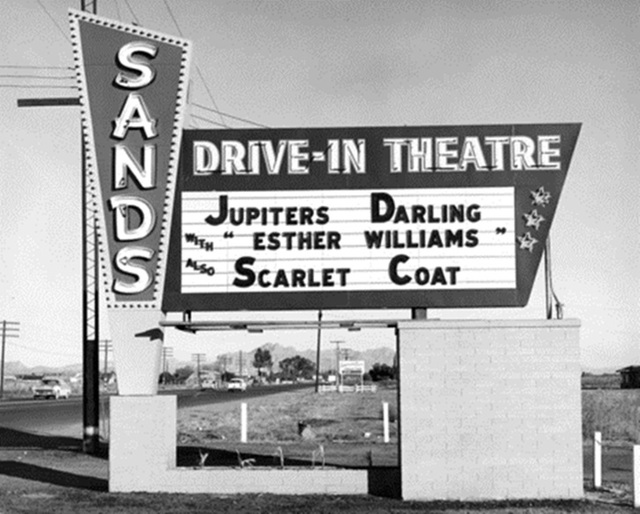 SANDS
DRIVE-IN THEATRE
JUPITERS DARLING
WITH " ESTHER WILLIAMS "
ALSO SCARLET COAT